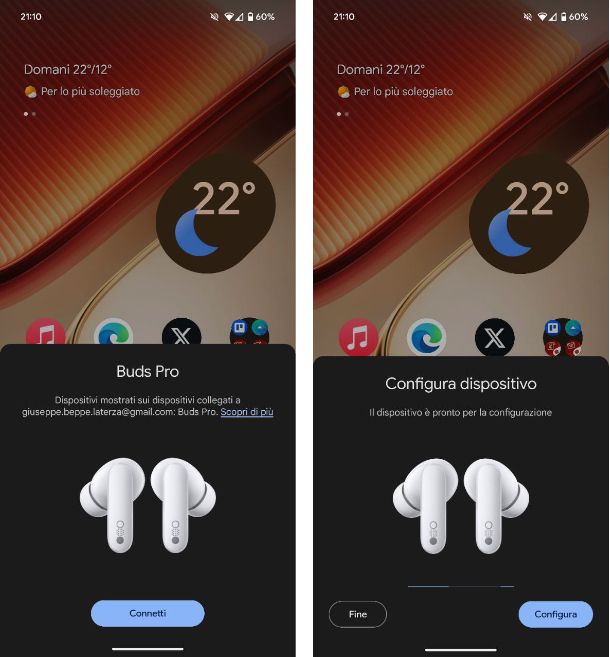 21:10
60%
Domani 22°/12°
Per lo più soleggiato
22°
Buds Pro
Dispositivi mostrati sui dispositivi collegati a
giuseppe.beppe.laterza@gmail.com: Buds Pro. Scopri di più
Connetti
21:10
60%
Domani 22°/12°
Per lo più soleggiato
22°
Configura dispositivo
Il dispositivo è pronto per la configurazione
Fine
Configura